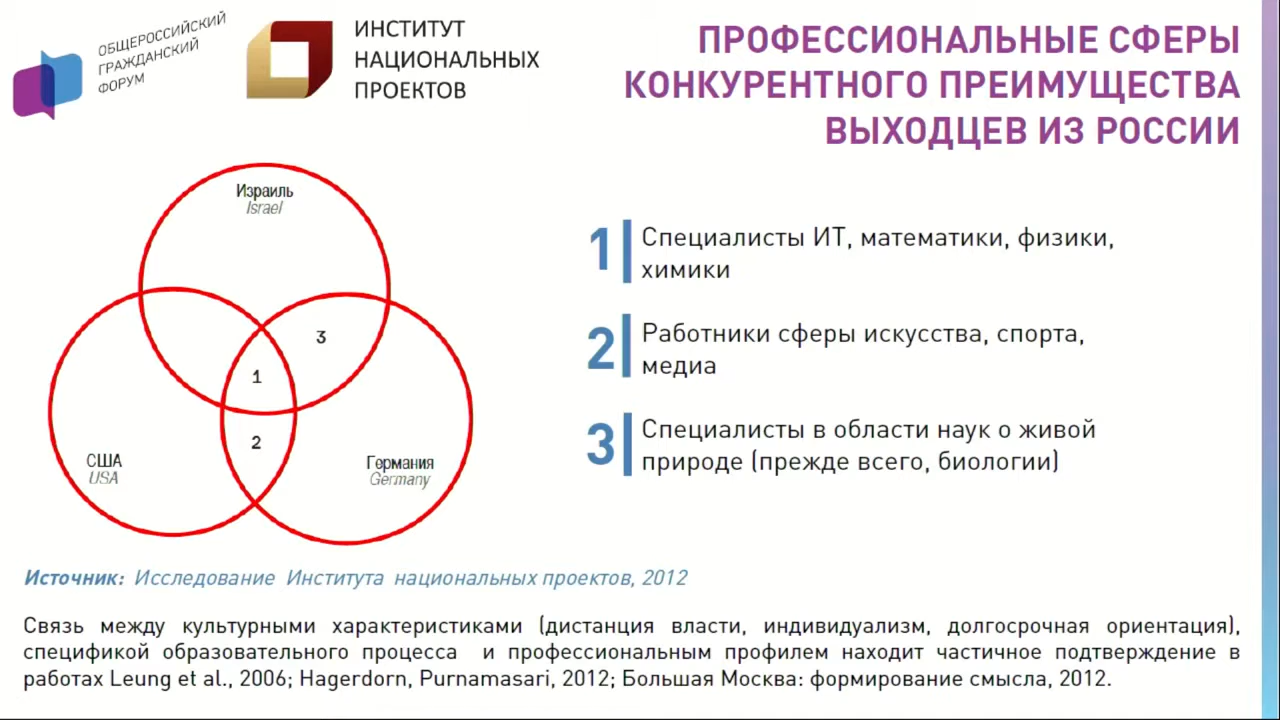 ОБЩЕРОССИЙСКИЙ
ГРАЖДАНСКИЙ
ФОРУМ
ИНСТИТУТ
НАЦИОНАЛЬНЫХ
ПРОЕКТОВ
ПРОФЕССИОНАЛЬНЫЕ СФЕРЫ
КОНКУРЕНТНОГО ПРЕИМУЩЕСТВА
ВЫХОДЦЕВ ИЗ РОССИИ
Израиль
Israel
3
1
2
США
USA
Германия
Germany
1 Специалисты ИТ, математики, физики,
химики
2 Работники сферы искусства, спорта,
медиа
3 Специалисты в области наук о живой
природе (прежде всего, биологии)
Источник: Исследование Института национальных проектов, 2012
Связь между культурными характеристиками (дистанция власти, индивидуализм, долгосрочная ориентация),
спецификой образовательного процесса и профессиональным профилем находит частичное подтверждение в
работах Leung et al., 2006; Hagerdorn, Purnamasari, 2012; Большая Москва: формирование смысла, 2012.